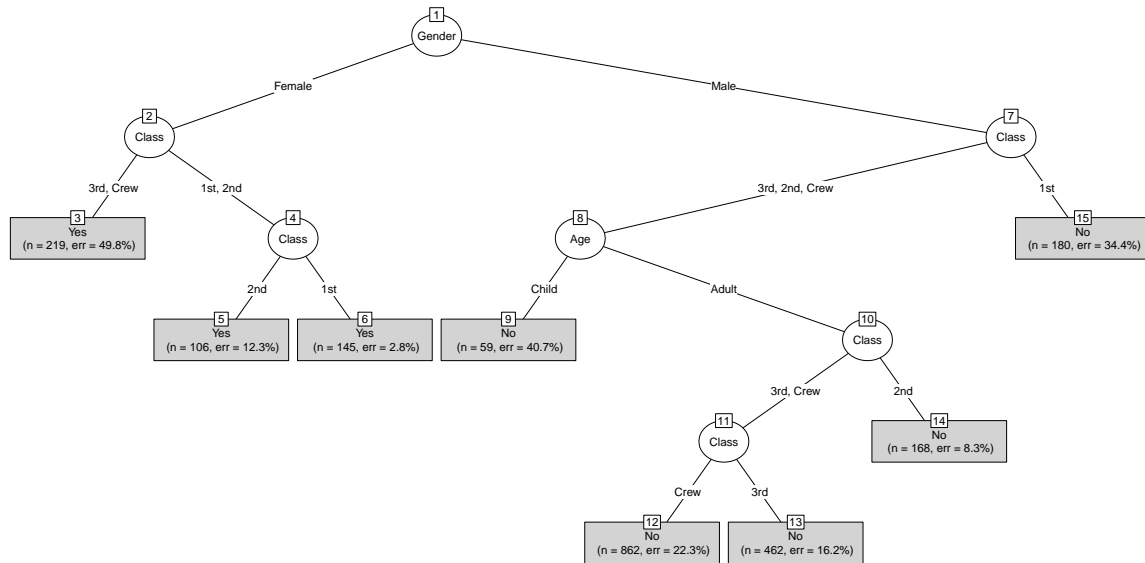 1
Gender
Female
Male
2
Class
7
Class
3rd, Crew
1st, 2nd
3rd, 2nd, Crew
1st
3
Yes
(n = 219, err = 49.8%)
4
Class
8
Age
15
No
(n = 180, err = 34.4%)
2nd
1st
Child
Adult
5
Yes
(n = 106, err = 12.3%)
6
Yes
(n = 145, err = 2.8%)
9
No
(n = 59, err = 40.7%)
10
Class
3rd, Crew
2nd
11
Class
14
No
(n = 168, err = 8.3%)
Crew
3rd
12
No
(n = 862, err = 22.3%)
13
No
(n = 462, err = 16.2%)